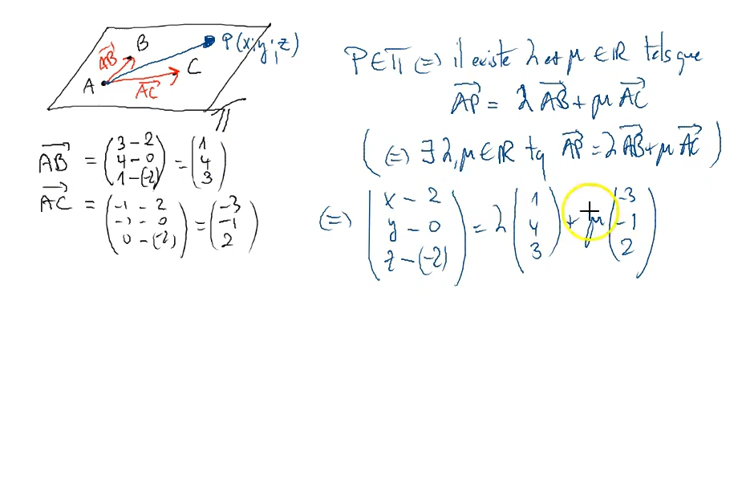 B
P(x;y;z)
AB
C
A
AC
π
P∈π ⇔ il existe λ et μ ∈ ℝ tels que
AP = λ AB + μ AC
(⇔ ∃ λ, μ ∈ ℝ tq AP = λ AB + μ AC)
AB = (3 - 2; 4 - 0; 1 - (-2)) = (1; 4; 3)
AC = (-1 - 2; -1 - 0; 0 - (-2)) = (-3; -1; 2)
⇔ (x - 2; y - 0; z - (-2)) = λ (1; 4; 3) + μ (-3; -1; 2)